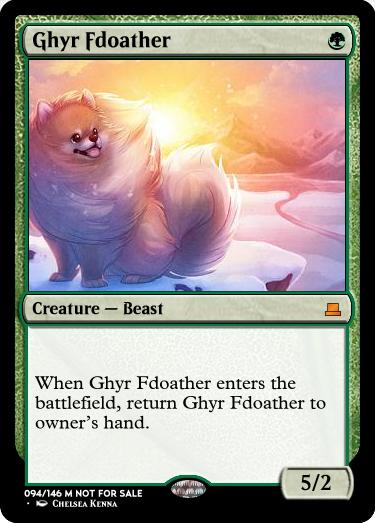 Ghyr Fdoather
Creature — Beast
When Ghyr Fdoather enters the
battlefield, return Ghyr Fdoather to
owner's hand.
5/2
094/146 M NOT FOR SALE
Chelsea Kenna